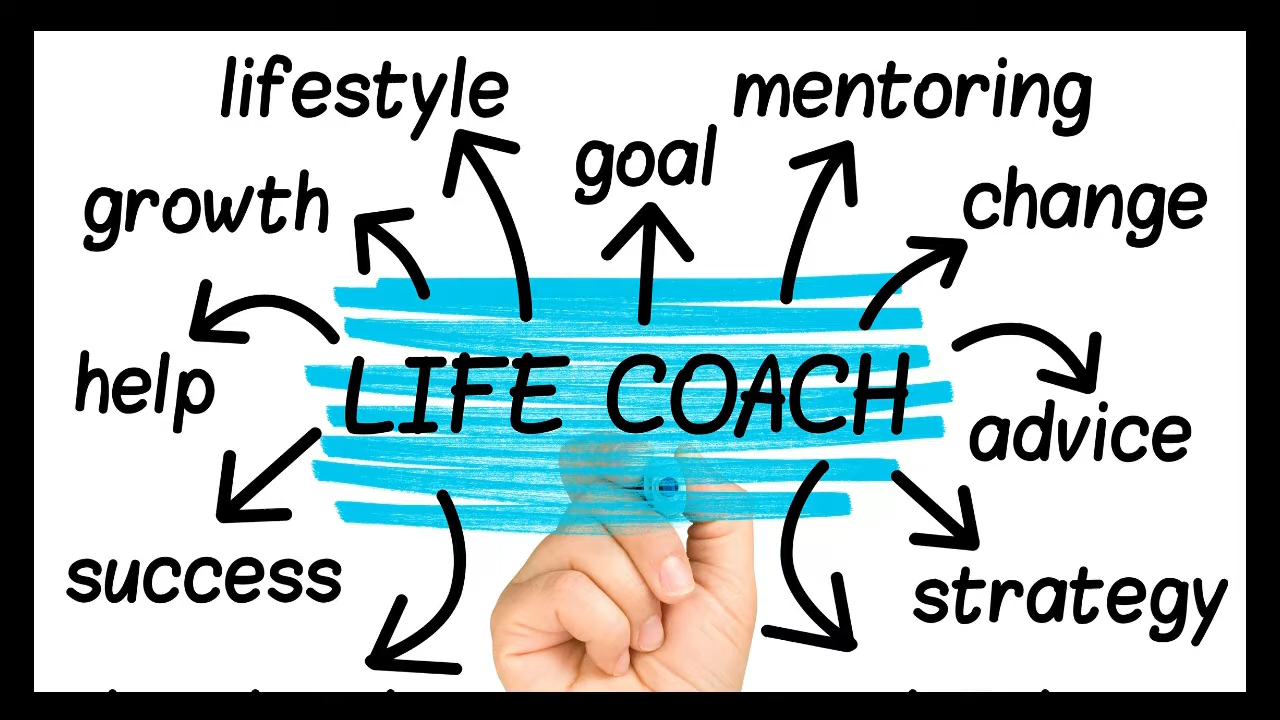 lifestyle
mentoring
goal
growth
change
LIFE COACH
help
advice
success
strategy